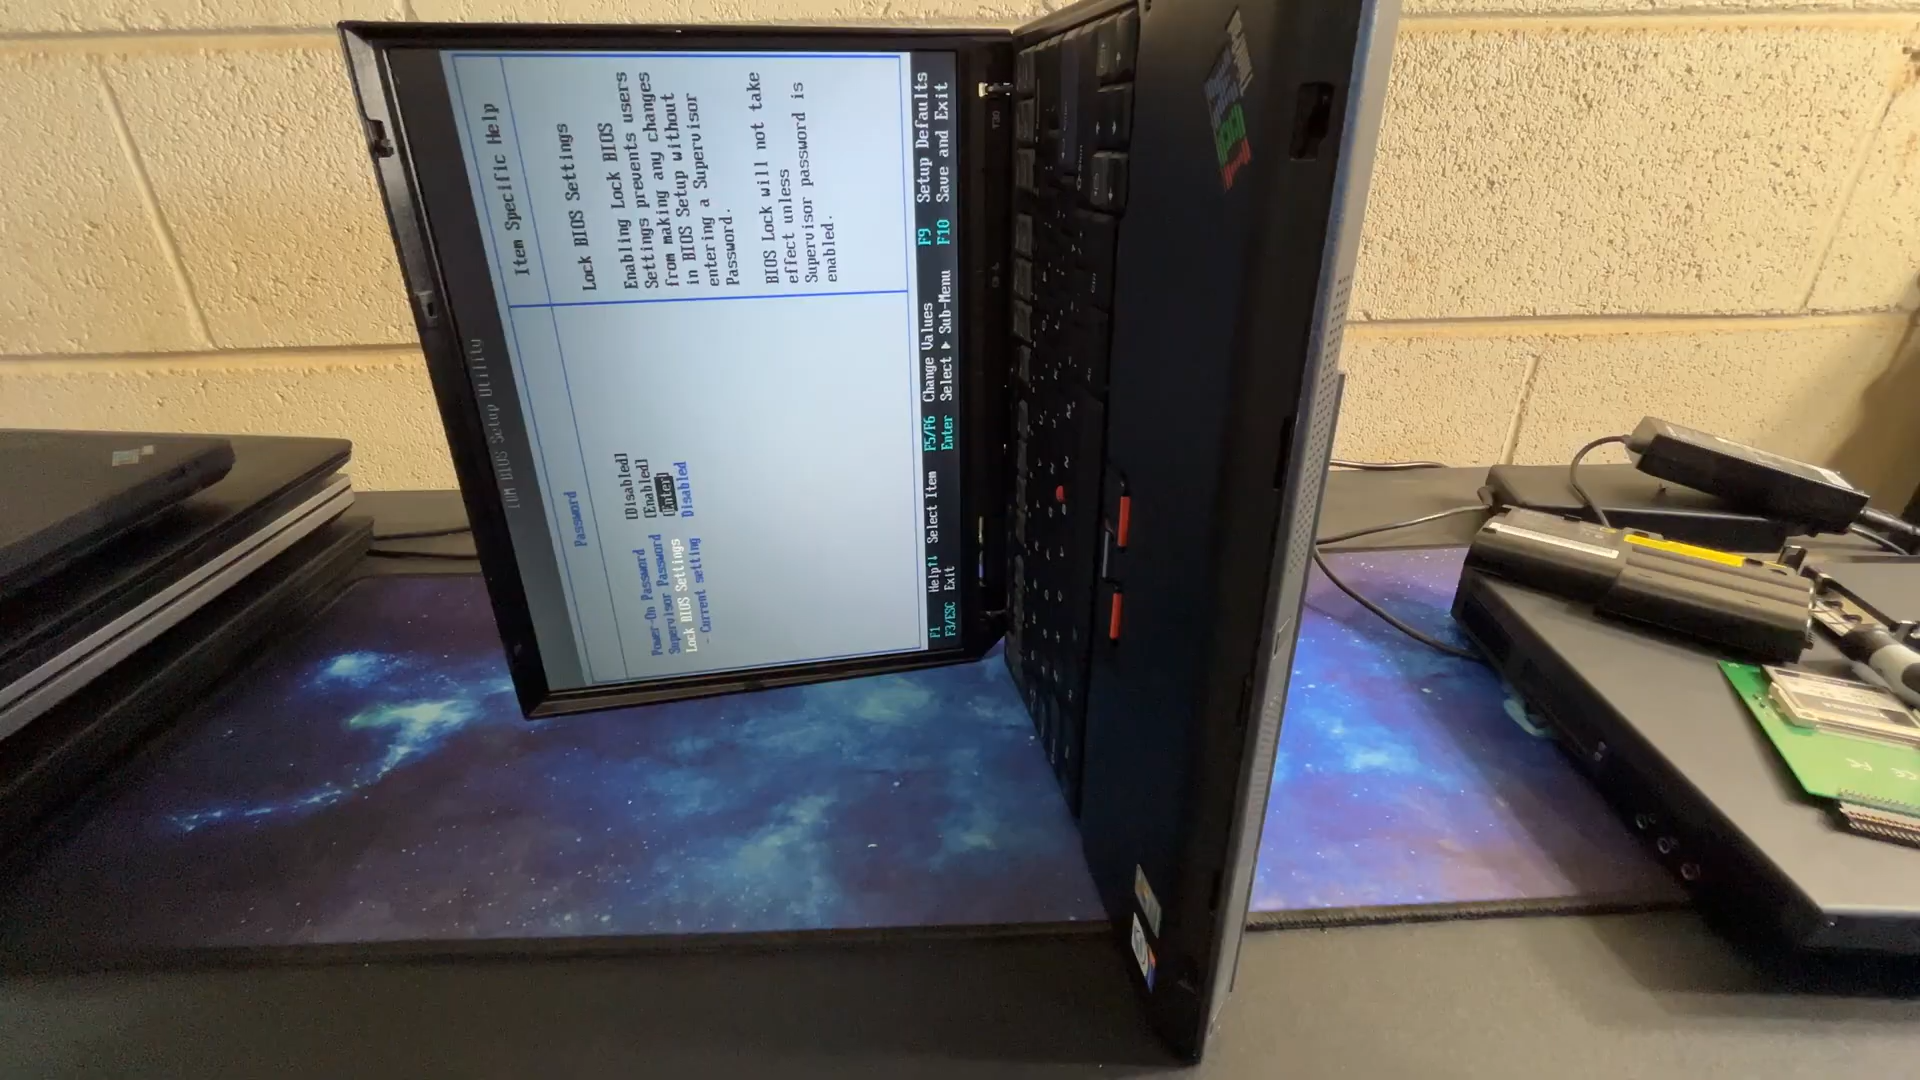 IBM BIOS Setup Utility
Password
Item Specific Help
Power-On Password [Disabled]
Supervisor Password [Enabled]
Lock BIOS Settings [Enter]
- Current setting Disabled
Lock BIOS Settings
Enabling Lock BIOS
Settings prevents users
from making any changes
in BIOS Setup without
entering a Supervisor
Password.
BIOS Lock will not take
effect unless
Supervisor password is
enabled.
F1 Help ↑↓ Select Item F5/F6 Change Values F9 Setup Defaults
F3/ESC Exit Enter Select ▶ Sub-Menu F10 Save and Exit
T30